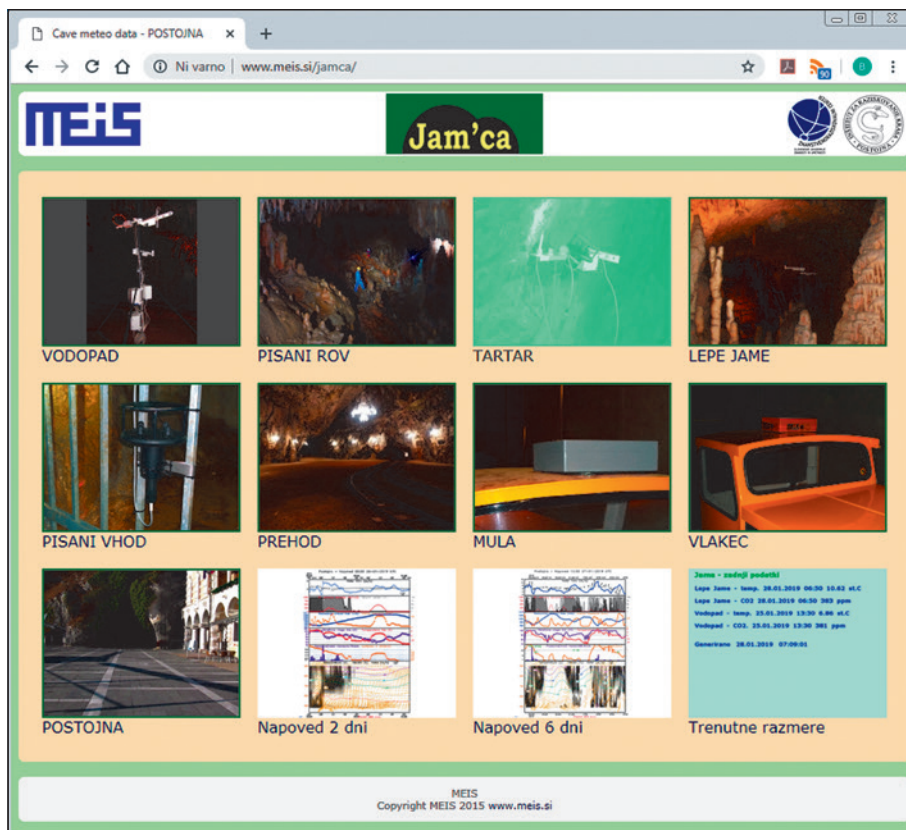 Cave meteo data - POSTOJNA
Ni varno | www.meis.si/jamca/
90
B
MEIS
Jam'ca
VODOPAD
PISANI ROV
TARTAR
LEPE JAME
PISANI VHOD
PREHOD
MULA
VLAKEC
Jama - zadnji podatki
Lepe Jame - temp. 28.01.2019 06:50 10.62 st.C
Lepe Jame - CO2 28.01.2019 06:50 383 ppm
Vodopad - temp. 25.01.2019 13:30 8.86 st.C
Vodopad - CO2. 25.01.2019 13:30 381 ppm
Generirano 28.01.2019 07:09:01
POSTOJNA
Napoved 2 dni
Napoved 6 dni
Trenutne razmere
MEIS
Copyright MEIS 2015 www.meis.si